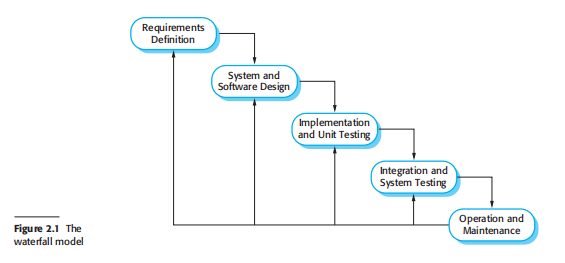 Requirements
Definition
System and
Software Design
Implementation
and Unit Testing
Integration and
System Testing
Operation and
Maintenance
Figure 2.1 The
waterfall model